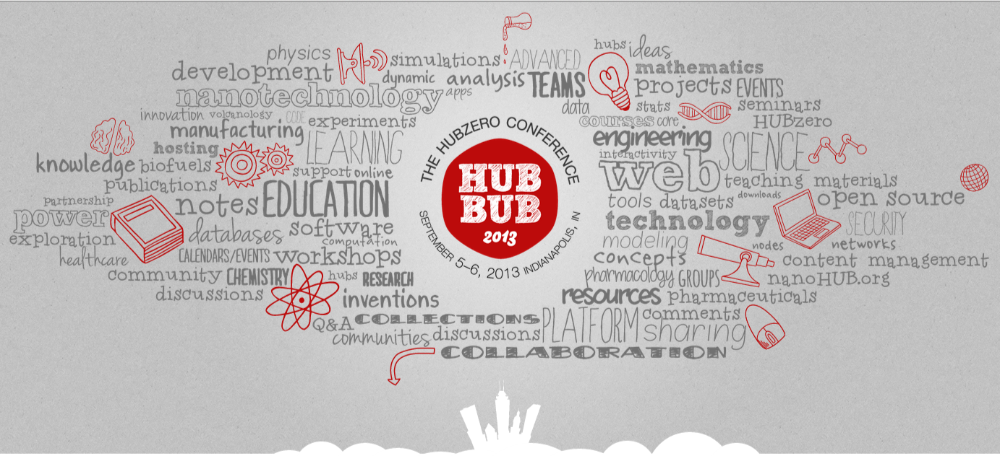 physics
simulations
ADVANCED
hubs
ideas
development
dynamic
analysis
TEAMS
mathematics
nanotechnology
apps
projects
EVENTS
data
stats
seminars
innovation
volcanology
CODE
experiments
courses
core
HUBzero
manufacturing
LEARNING
engineering
SCIENCE
hosting
interactivity
knowledge
biofuels
support
online
web
teaching
materials
publications
notes
EDUCATION
tools
datasets
downloads
open source
partnership
power
technology
SECURITY
exploration
databases
software
computation
modeling
nodes
networks
healthcare
CALENDARS/EVENTS
workshops
concepts
content management
community
CHEMISTRY
hubs
RESEARCH
pharmacology
GROUPS
nanoHUB.org
discussions
inventions
resources
pharmaceuticals
Q&A
COLLECTIONS
PLATFORM
comments
communities
discussions
sharing
COLLABORATION
THE HUBZERO CONFERENCE
HUB
BUB
2013
SEPTEMBER 5–6, 2013 INDIANAPOLIS, IN